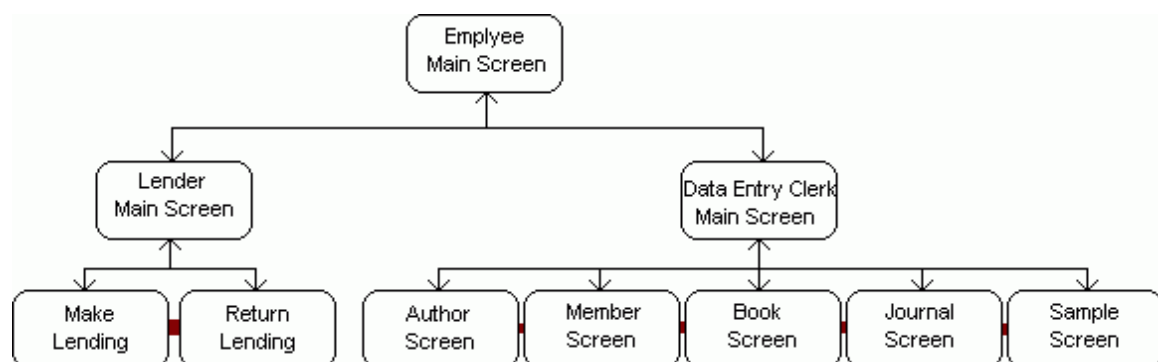 Emplyee
Main Screen
Lender
Main Screen
Data Entry Clerk
Main Screen
Make
Lending
Return
Lending
Author
Screen
Member
Screen
Book
Screen
Journal
Screen
Sample
Screen